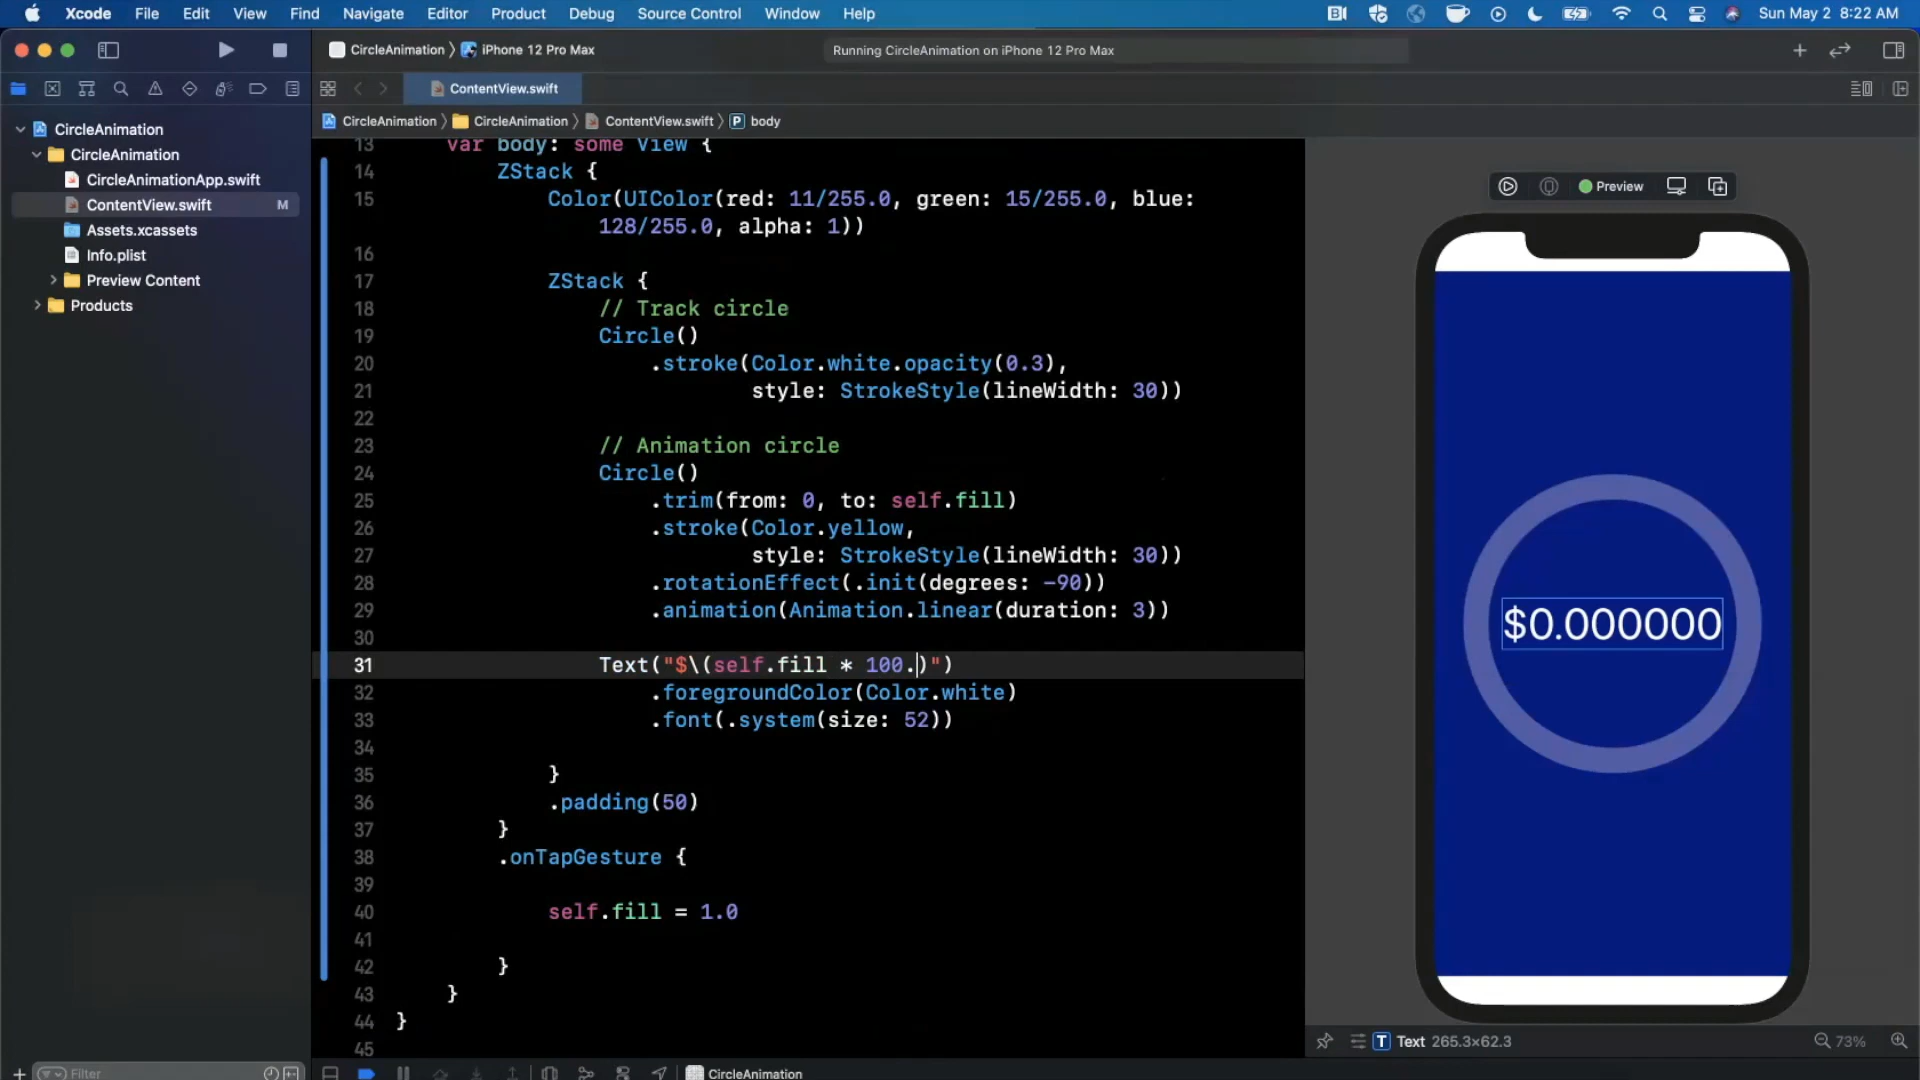 Xcode File Edit View Find Navigate Editor Product Debug Source Control Window Help Sun May 2 8:22 AM
CircleAnimation iPhone 12 Pro Max
Running CircleAnimation on iPhone 12 Pro Max
ContentView.swift
CircleAnimation CircleAnimation ContentView.swift P body
CircleAnimation
CircleAnimation
CircleAnimationApp.swift
ContentView.swift M
Assets.xcassets
Info.plist
Preview Content
Products
Filter
13 var body: some View {
14 ZStack {
15 Color(UIColor(red: 11/255.0, green: 15/255.0, blue:
128/255.0, alpha: 1))
16
17 ZStack {
18 // Track circle
19 Circle()
20 .stroke(Color.white.opacity(0.3),
21 style: StrokeStyle(lineWidth: 30))
22
23 // Animation circle
24 Circle()
25 .trim(from: 0, to: self.fill)
26 .stroke(Color.yellow,
27 style: StrokeStyle(lineWidth: 30))
28 .rotationEffect(.init(degrees: -90))
29 .animation(Animation.linear(duration: 3))
30
31 Text("$\(self.fill * 100.)")
32 .foregroundColor(Color.white)
33 .font(.system(size: 52))
34
35 }
36 .padding(50)
37 }
38 .onTapGesture {
39
40 self.fill = 1.0
41
42 }
43 }
44 }
45
CircleAnimation
Preview
$0.000000
T Text 265.3×62.3
73%